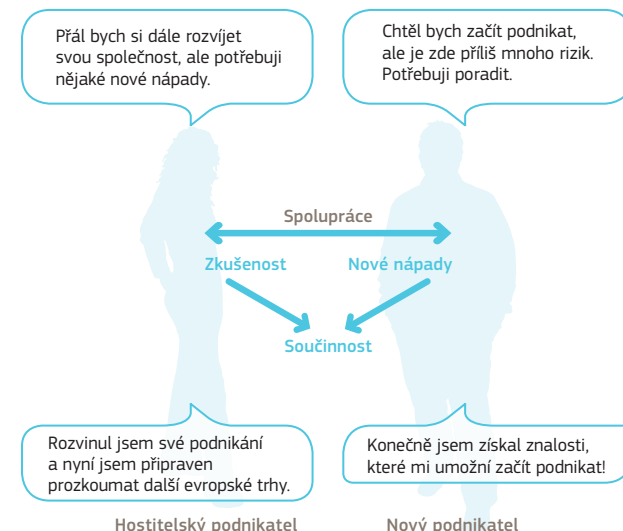 Přál bych si dále rozvíjet
svou společnost, ale potřebuji
nějaké nové nápady.
Chtěl bych začít podnikat,
ale je zde příliš mnoho rizik.
Potřebuji poradit.
Spolupráce
Zkušenost
Nové nápady
Součinnost
Rozvinul jsem své podnikání
a nyní jsem připraven
prozkoumat další evropské trhy.
Konečně jsem získal znalosti,
které mi umožní začít podnikat!
Hostitelský podnikatel
Nový podnikatel